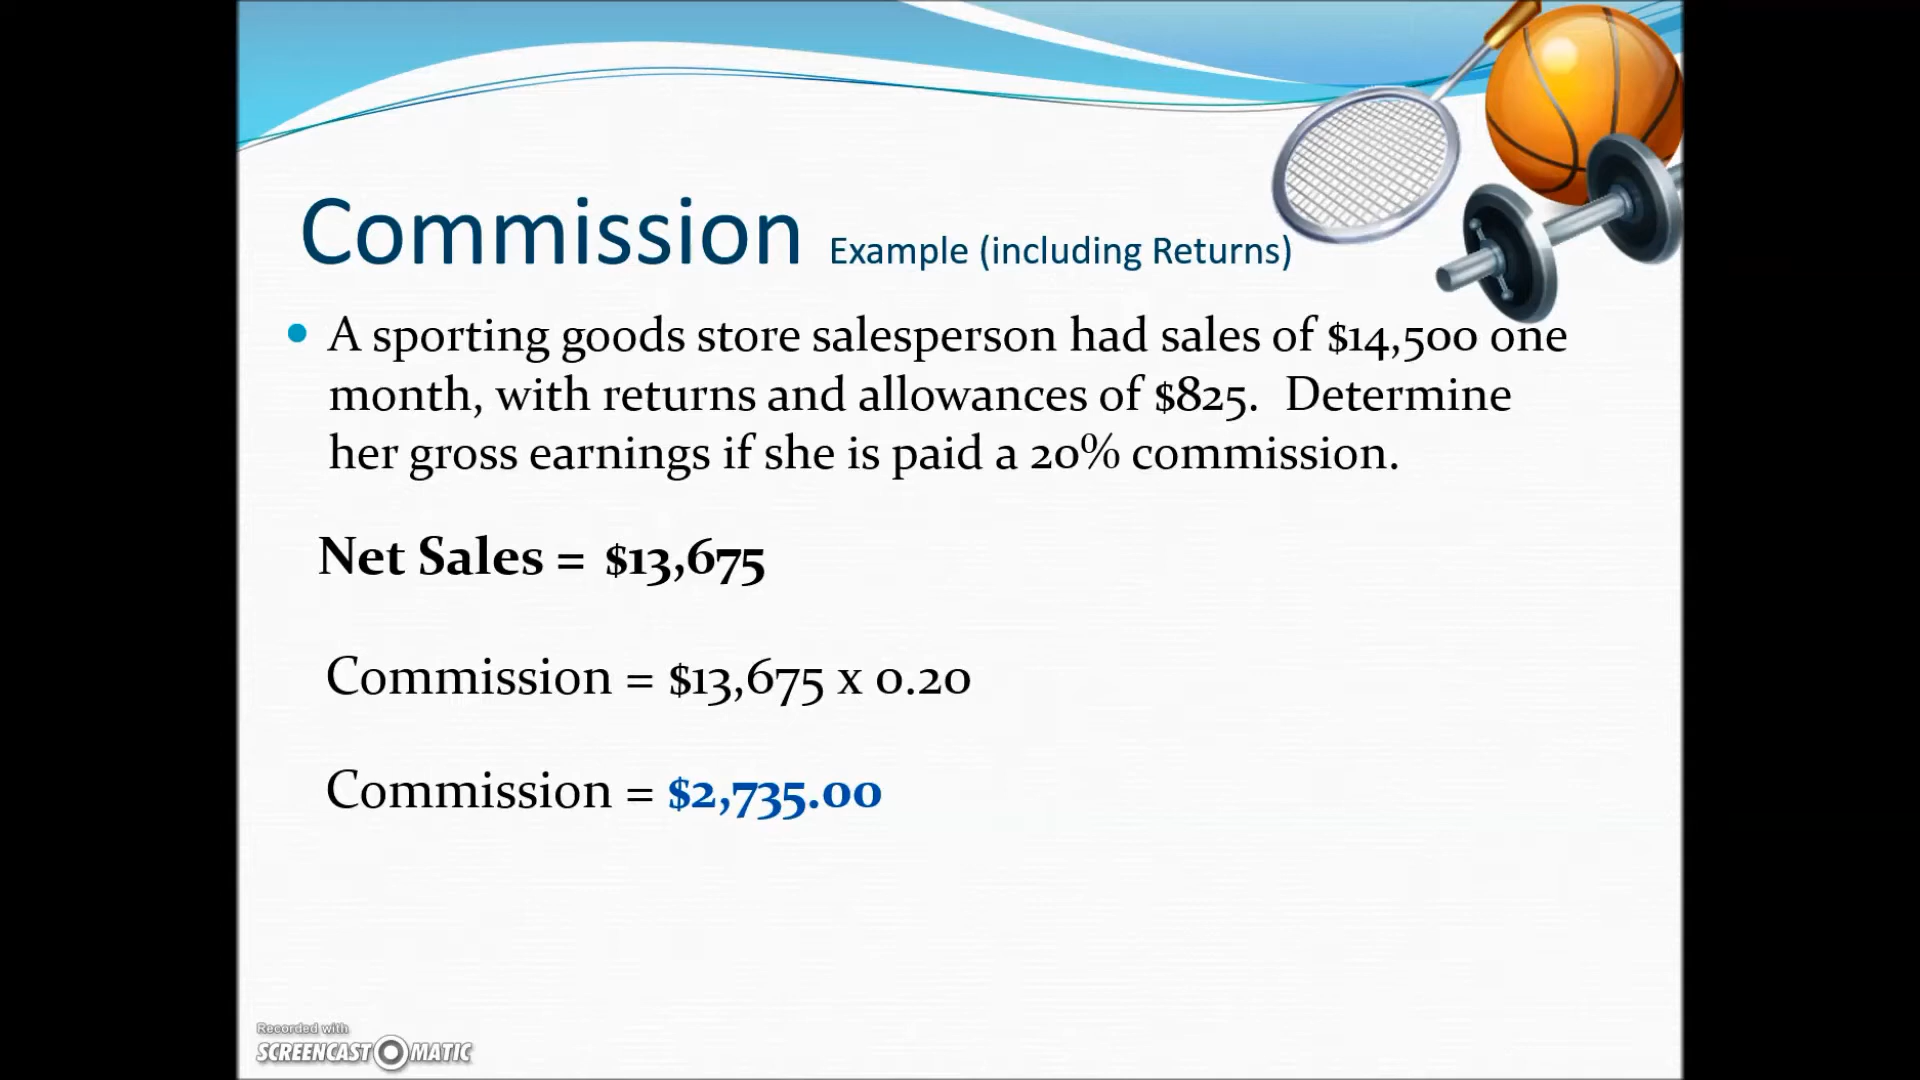 Commission Example (including Returns)
• A sporting goods store salesperson had sales of $14,500 one
month, with returns and allowances of $825. Determine
her gross earnings if she is paid a 20% commission.
Net Sales = $13,675
Commission = $13,675 x 0.20
Commission = $2,735.00
Recorded with
SCREENCAST O MATIC